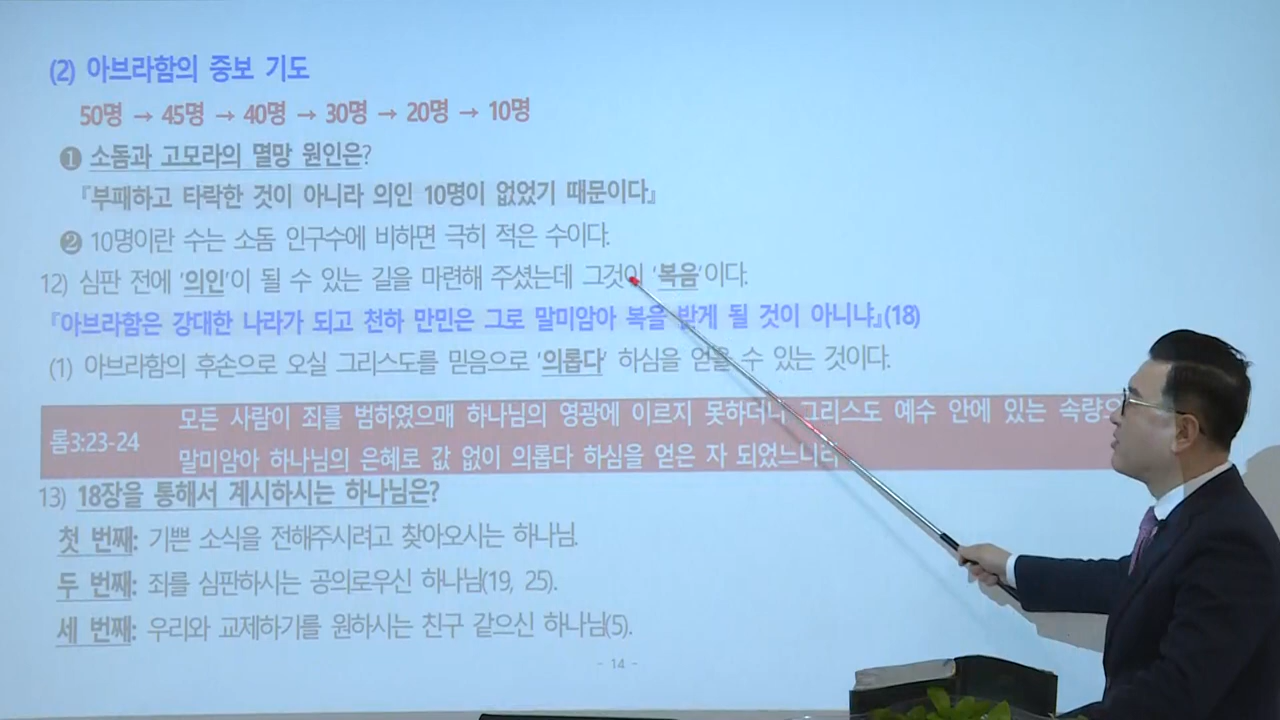 (2) 아브라함의 중보 기도
50명 → 45명 → 40명 → 30명 → 20명 → 10명
❶ 소돔과 고모라의 멸망 원인은?
『부패하고 타락한 것이 아니라 의인 10명이 없었기 때문이다』
❷ 10명이란 수는 소돔 인구수에 비하면 극히 적은 수이다.
12) 심판 전에 '의인'이 될 수 있는 길을 마련해 주셨는데 그것이 '복음'이다.
『아브라함은 강대한 나라가 되고 천하 만민은 그로 말미암아 복을 받게 될 것이 아니냐』(18)
(1) 아브라함의 후손으로 오실 그리스도를 믿음으로 '의롭다' 하심을 얻을 수 있는 것이다.
롬3:23-24
모든 사람이 죄를 범하였으매 하나님의 영광에 이르지 못하더니 그리스도 예수 안에 있는
말미암아 하나님의 은혜로 값 없이 의롭다 하심을 얻은 자 되었느니라
13) 18장을 통해서 계시하시는 하나님은?
첫 번째: 기쁜 소식을 전해주시려고 찾아오시는 하나님.
두 번째: 죄를 심판하시는 공의로우신 하나님(19, 25).
세 번째: 우리와 교제하기를 원하시는 친구 같으신 하나님(5).
- 14 -